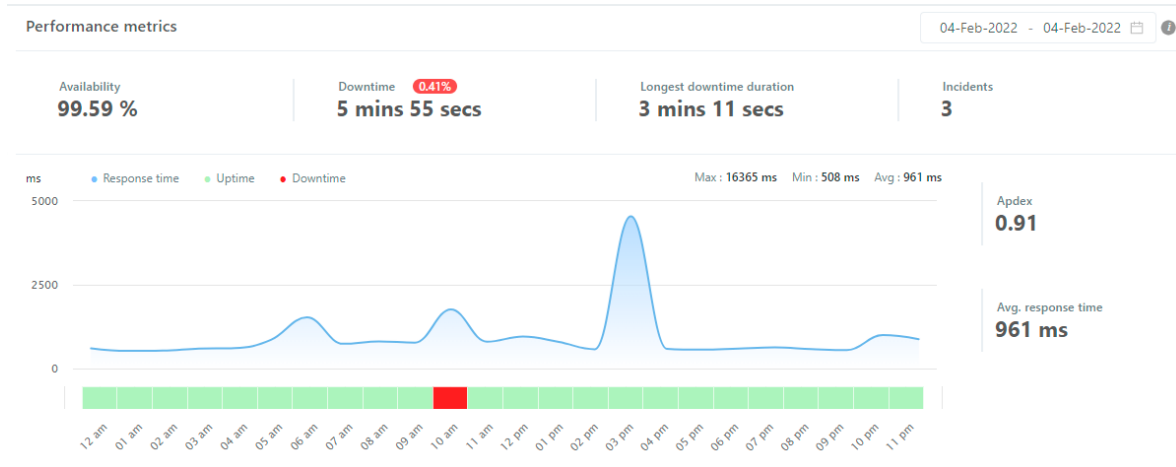 Performance metrics
04-Feb-2022 - 04-Feb-2022
Availability
99.59 %
Downtime 0.41%
5 mins 55 secs
Longest downtime duration
3 mins 11 secs
Incidents
3
ms
Response time
Uptime
Downtime
Max : 16365 ms Min : 508 ms Avg : 961 ms
5000
2500
0
12 am
01 am
02 am
03 am
04 am
05 am
06 am
07 am
08 am
09 am
10 am
11 am
12 pm
01 pm
02 pm
03 pm
04 pm
05 pm
06 pm
07 pm
08 pm
09 pm
10 pm
11 pm
Apdex
0.91
Avg. response time
961 ms